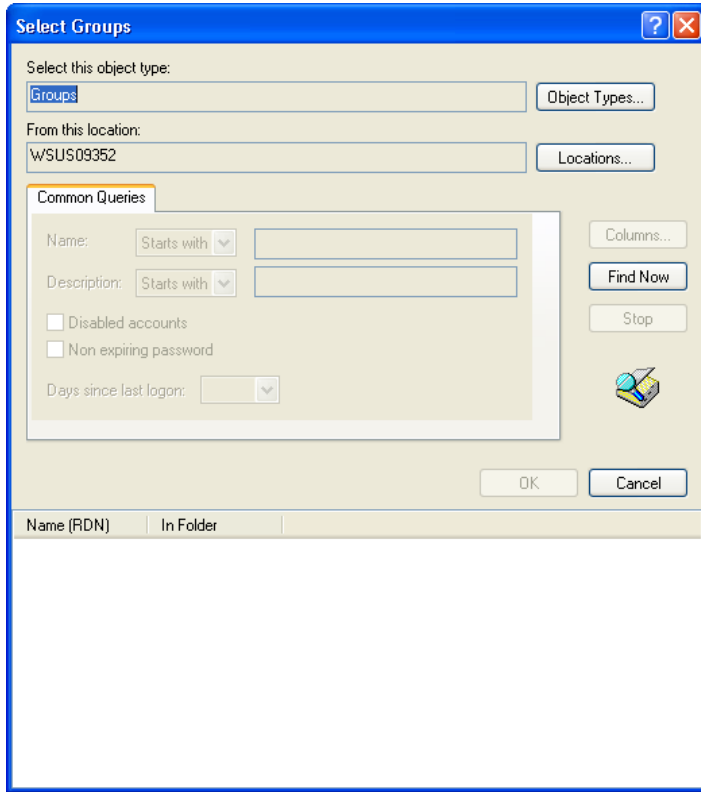 Select Groups
Select this object type:
Groups
Object Types...
From this location:
WSUS09352
Locations...
Common Queries
Name: Starts with
Columns...
Description: Starts with
Find Now
Disabled accounts
Stop
Non expiring password
Days since last logon:
OK Cancel
Name (RDN) In Folder